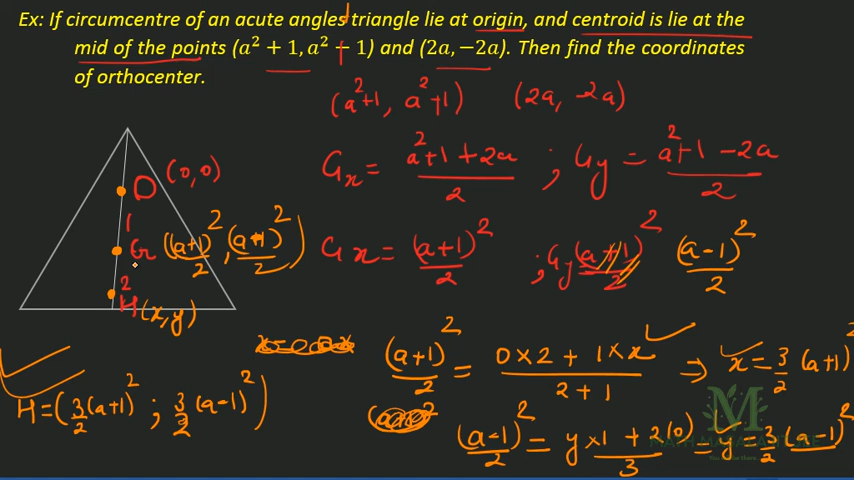 Ex: If circumcentre of an acute angles triangle lie at origin, and centroid is lie at the
mid of the points (a² + 1, a² + 1) and (2a, −2a). Then find the coordinates
of orthocenter.
(a²+1, a²+1) (2a, -2a)
Gx = a²+1+2a / 2 ; Gy = a²+1-2a / 2
O (0,0)
1
G ((a+1)²/2, (a-1)²/2)
Gx = (a+1)²/2 ; Gy = (a-1)²/2
2
H (x, y)
(a+1)²/2 = 0×2 + 1×x / 2+1 ⇒ x = 3/2 (a+1)²
H = (3/2 (a+1)² ; 3/2 (a-1)²)
(a-1)²/2 = y×1 + 2(0) / 3 = y = 3/2 (a-1)²